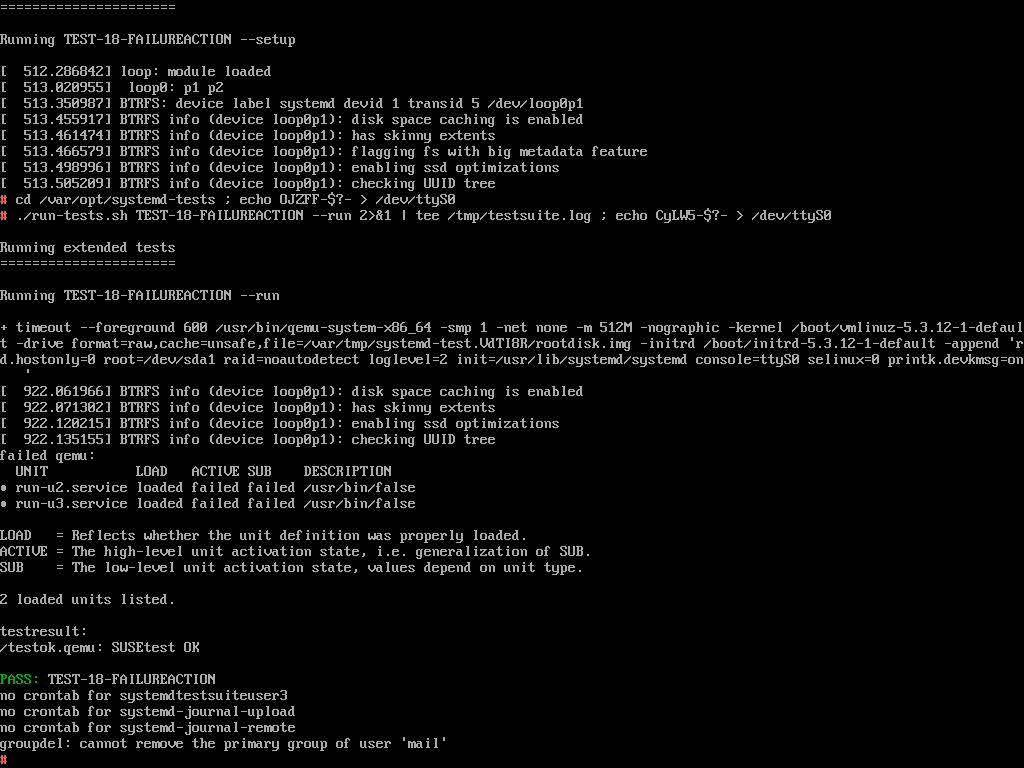 ======================
Running TEST-18-FAILUREACTION --setup
[  512.286842] loop: module loaded
[  513.020955]  loop0: p1 p2
[  513.350987] BTRFS: device label systemd devid 1 transid 5 /dev/loop0p1
[  513.455917] BTRFS info (device loop0p1): disk space caching is enabled
[  513.461474] BTRFS info (device loop0p1): has skinny extents
[  513.466579] BTRFS info (device loop0p1): flagging fs with big metadata feature
[  513.498996] BTRFS info (device loop0p1): enabling ssd optimizations
[  513.505209] BTRFS info (device loop0p1): checking UUID tree
# cd /var/opt/systemd-tests ; echo OJZFF-$?- > /dev/ttyS0
# ./run-tests.sh TEST-18-FAILUREACTION --run 2>&1 | tee /tmp/testsuite.log ; echo CyLW5-$?- > /dev/ttyS0
Running extended tests
======================
Running TEST-18-FAILUREACTION --run
+ timeout --foreground 600 /usr/bin/qemu-system-x86_64 -smp 1 -net none -m 512M -nographic -kernel /boot/vmlinuz-5.3.12-1-defaul
t -drive format=raw,cache=unsafe,file=/var/tmp/systemd-test.VdTI8R/rootdisk.img -initrd /boot/initrd-5.3.12-1-default -append 'r
d.hostonly=0 root=/dev/sda1 raid=noautodetect loglevel=2 init=/usr/lib/systemd/systemd console=ttyS0 selinux=0 printk.devkmsg=on
   '
[  922.061966] BTRFS info (device loop0p1): disk space caching is enabled
[  922.071302] BTRFS info (device loop0p1): has skinny extents
[  922.120215] BTRFS info (device loop0p1): enabling ssd optimizations
[  922.135155] BTRFS info (device loop0p1): checking UUID tree
failed qemu:
  UNIT           LOAD   ACTIVE SUB    DESCRIPTION
• run-u2.service loaded failed failed /usr/bin/false
• run-u3.service loaded failed failed /usr/bin/false
LOAD   = Reflects whether the unit definition was properly loaded.
ACTIVE = The high-level unit activation state, i.e. generalization of SUB.
SUB    = The low-level unit activation state, values depend on unit type.
2 loaded units listed.
testresult:
/testok.qemu: SUSEtest OK
PASS: TEST-18-FAILUREACTION
no crontab for systemdtestsuiteuser3
no crontab for systemd-journal-upload
no crontab for systemd-journal-remote
groupdel: cannot remove the primary group of user 'mail'
#